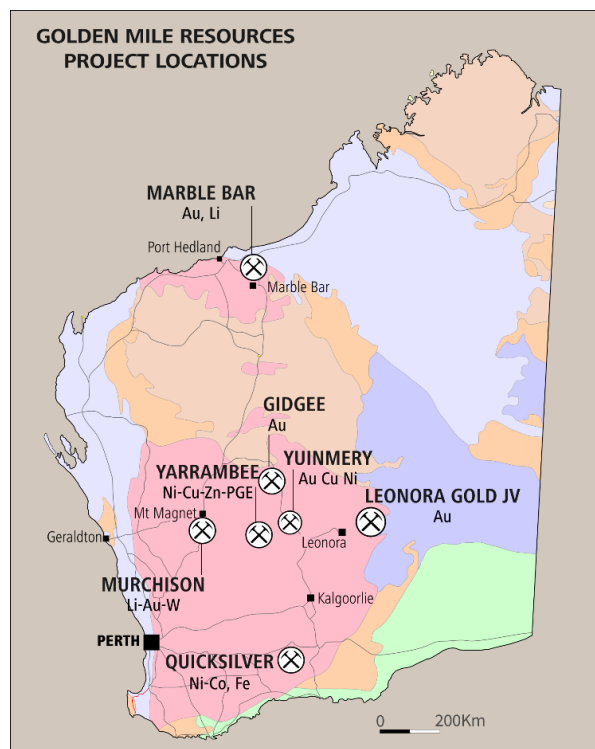 GOLDEN MILE RESOURCES
PROJECT LOCATIONS
MARBLE BAR
Au, Li
Port Hedland
Marble Bar
GIDGEE
Au
YUINMERY
Au Cu Ni
YARRAMBEE
Ni-Cu-Zn-PGE
LEONORA GOLD JV
Au
Mt Magnet
Geraldton
Leonora
MURCHISON
Li-Au-W
Kalgoorlie
PERTH
QUICKSILVER
Ni-Co, Fe
0 200Km